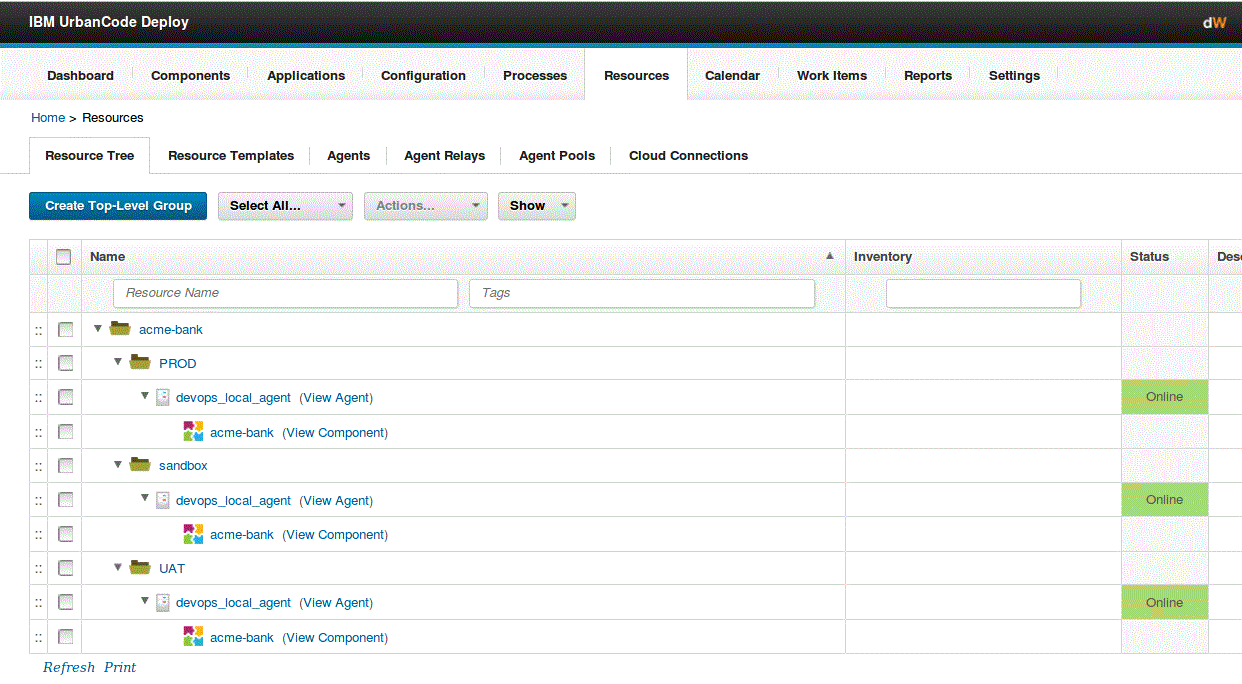 IBM UrbanCode Deploy dW
Dashboard Components Applications Configuration Processes Resources Calendar Work Items Reports Settings
Home > Resources
Resource Tree Resource Templates Agents Agent Relays Agent Pools Cloud Connections
Create Top-Level Group Select All... Actions... Show
Name Inventory Status Desc
Resource Name Tags
acme-bank
PROD
devops_local_agent (View Agent) Online
acme-bank (View Component)
sandbox
devops_local_agent (View Agent) Online
acme-bank (View Component)
UAT
devops_local_agent (View Agent) Online
acme-bank (View Component)
Refresh Print